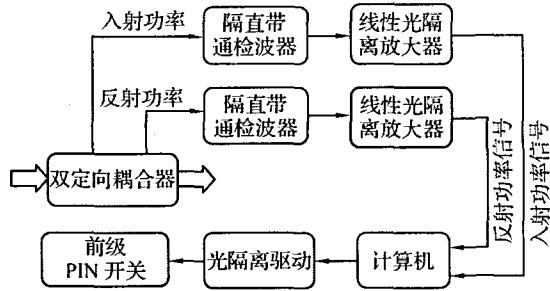 入射功率
隔直带
通检波器
线性光隔
离放大器
反射功率
隔直带
通检波器
线性光隔
离放大器
反射功率信号
入射功率信号
双定向耦合器
前级
PIN 开关
光隔离驱动
计算机